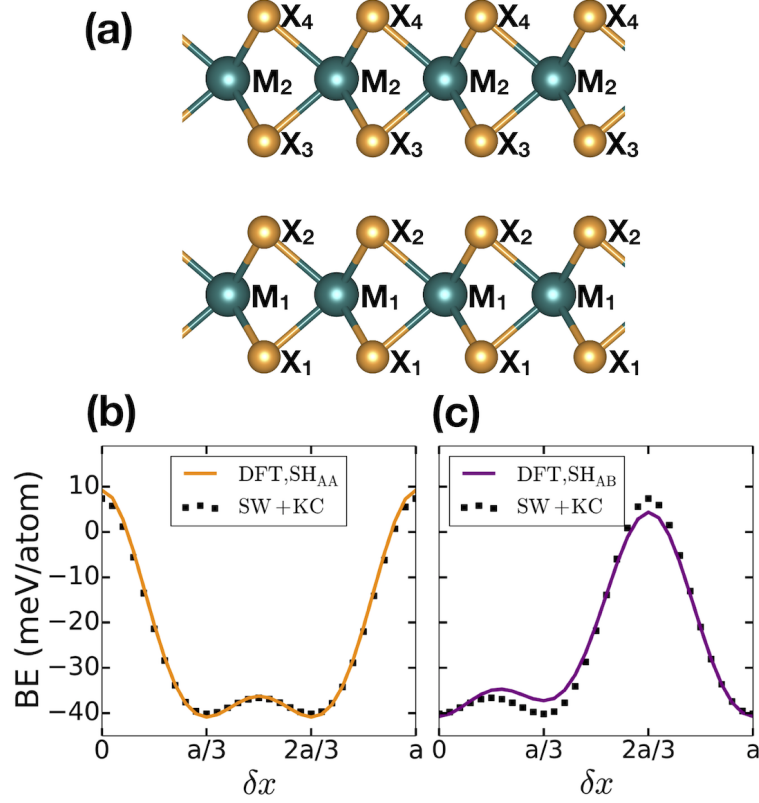 (a)
X₄ X₄ X₄ X₄
M₂ M₂ M₂ M₂
X₃ X₃ X₃ X₃
X₂ X₂ X₂ X₂
M₁ M₁ M₁ M₁
X₁ X₁ X₁ X₁
(b)
BE (meV/atom)
10
0
−10
−20
−30
−40
DFT,SH_AA
SW+KC
0 a/3 2a/3 a
δx
(c)
DFT,SH_AB
SW+KC
0 a/3 2a/3 a
δx